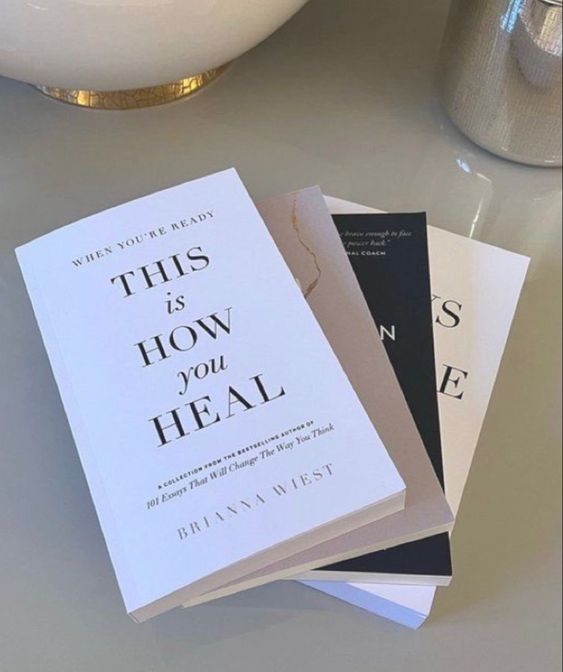 WHEN YOU'RE READY
THIS
is
HOW
you
HEAL
A COLLECTION FROM THE BESTSELLING AUTHOR OF
101 Essays That Will Change The Way You Think
BRIANNA WIEST
brave enough to face
power back."
COACH
N
S
E